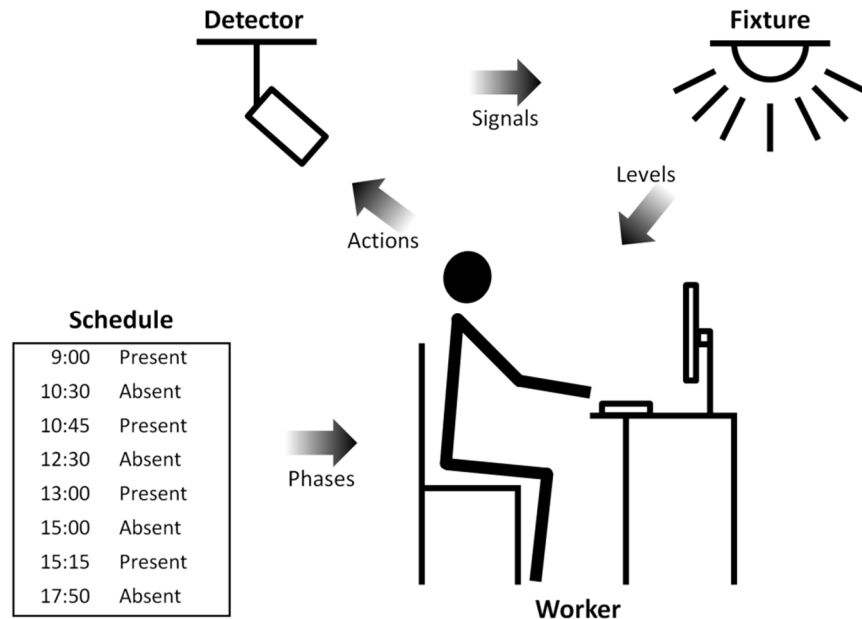 Detector
Fixture
Signals
Levels
Actions
Schedule
9:00 Present
10:30 Absent
10:45 Present
12:30 Absent
13:00 Present
15:00 Absent
15:15 Present
17:50 Absent
Phases
Worker